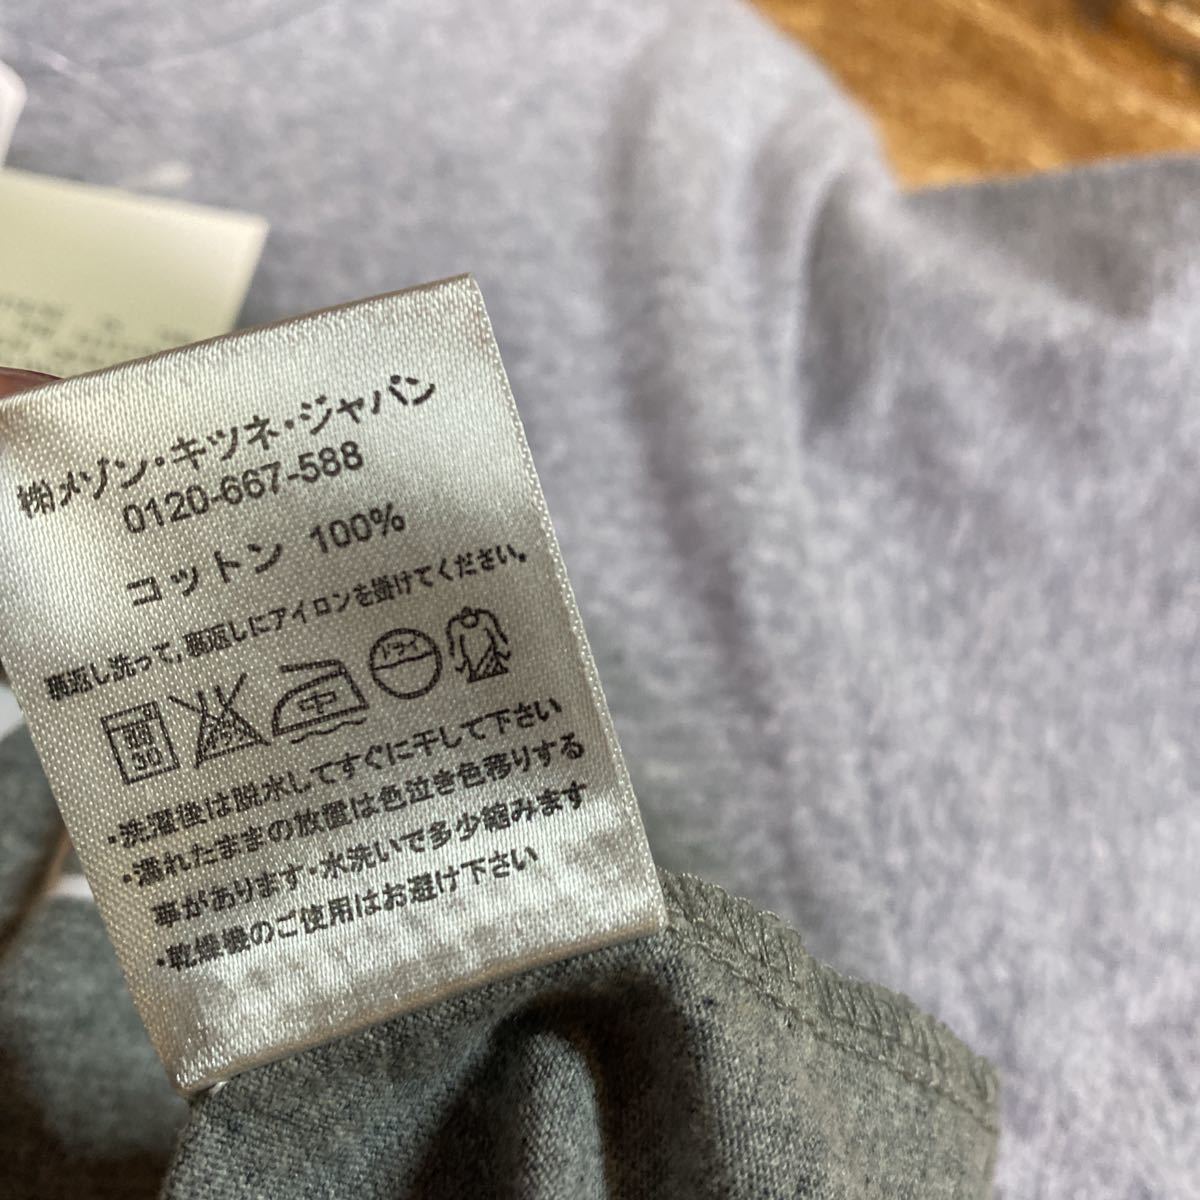 ㈱メゾン・キツネ・ジャパン
0120-667-588
コットン 100%
裏返し洗って，裏返しにアイロンを掛けてください。
30
中
ドライ
・洗濯後は脱水してすぐに干して下さい
・濡れたままの放置は色泣き色移りする
事があります・水洗いで多少縮みます
・乾燥機のご使用はお避け下さい